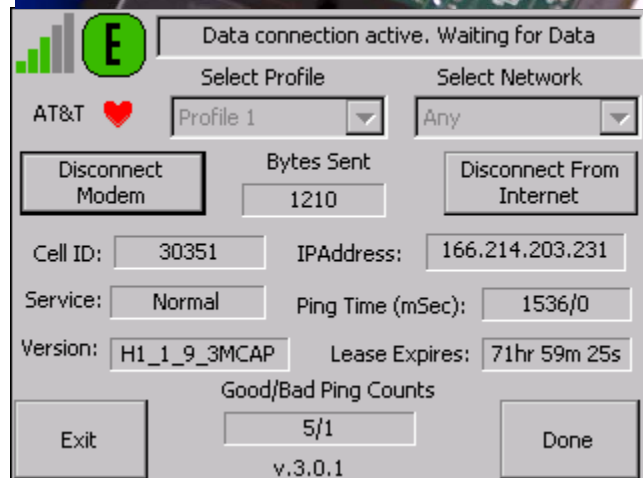 E
Data connection active. Waiting for Data
Select Profile
Select Network
AT&T
Profile 1
Any
Disconnect
Modem
Bytes Sent
1210
Disconnect From
Internet
Cell ID:
30351
IPAddress:
166.214.203.231
Service:
Normal
Ping Time (mSec):
1536/0
Version:
H1_1_9_3MCAP
Lease Expires:
71hr 59m 25s
Good/Bad Ping Counts
5/1
Exit
Done
v.3.0.1